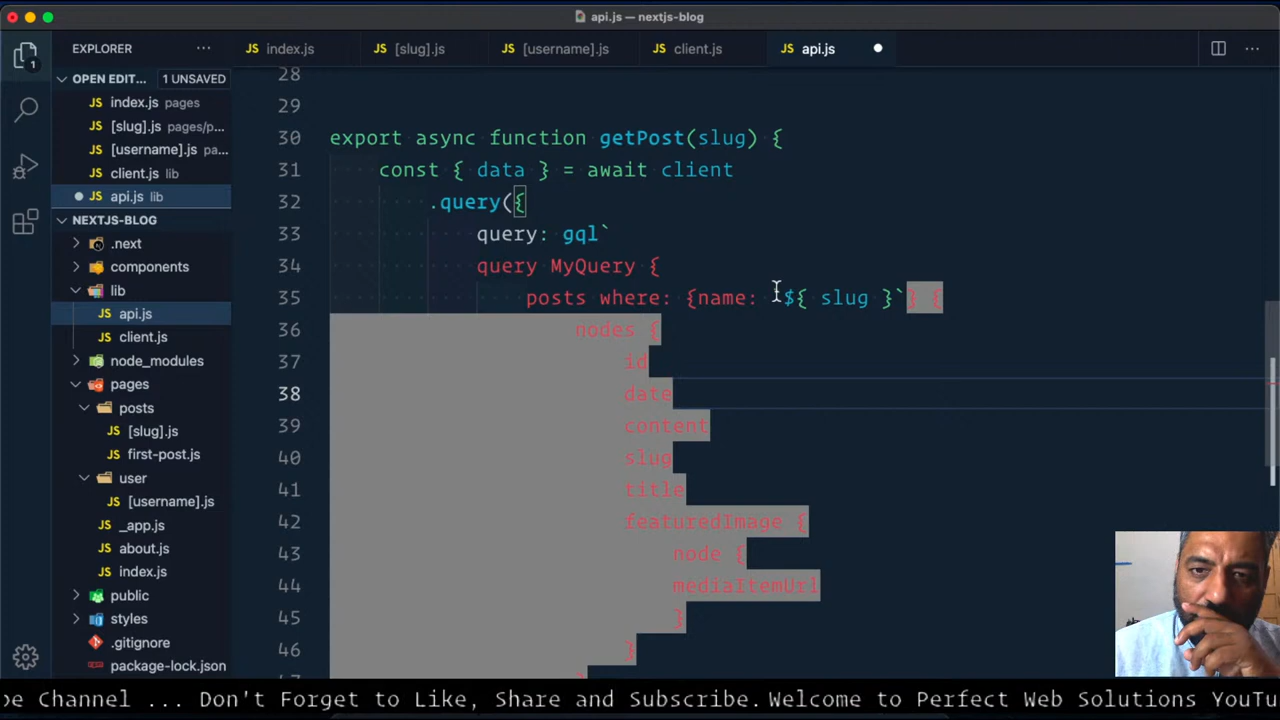 api.js — nextjs-blog
EXPLORER
index.js
[slug].js
[username].js
client.js
api.js
OPEN EDIT...
1 UNSAVED
index.js pages
[slug].js pages/p...
[username].js pa...
client.js lib
api.js lib
NEXTJS-BLOG
.next
components
lib
api.js
client.js
node_modules
pages
posts
[slug].js
first-post.js
user
[username].js
_app.js
about.js
index.js
public
styles
.gitignore
package-lock.json
28
29
30 export async function getPost(slug) {
31 const { data } = await client
32 .query({
33 query: gql`
34 query MyQuery {
35 posts where: {name: `${ slug }`} {
36 nodes {
37 id
38 date
39 content
40 slug
41 title
42 featuredImage {
43 node {
44 mediaItemUrl
45 }
46 }
1
be Channel ... Don't Forget to Like, Share and Subscribe. Welcome to Perfect Web Solutions YouTu